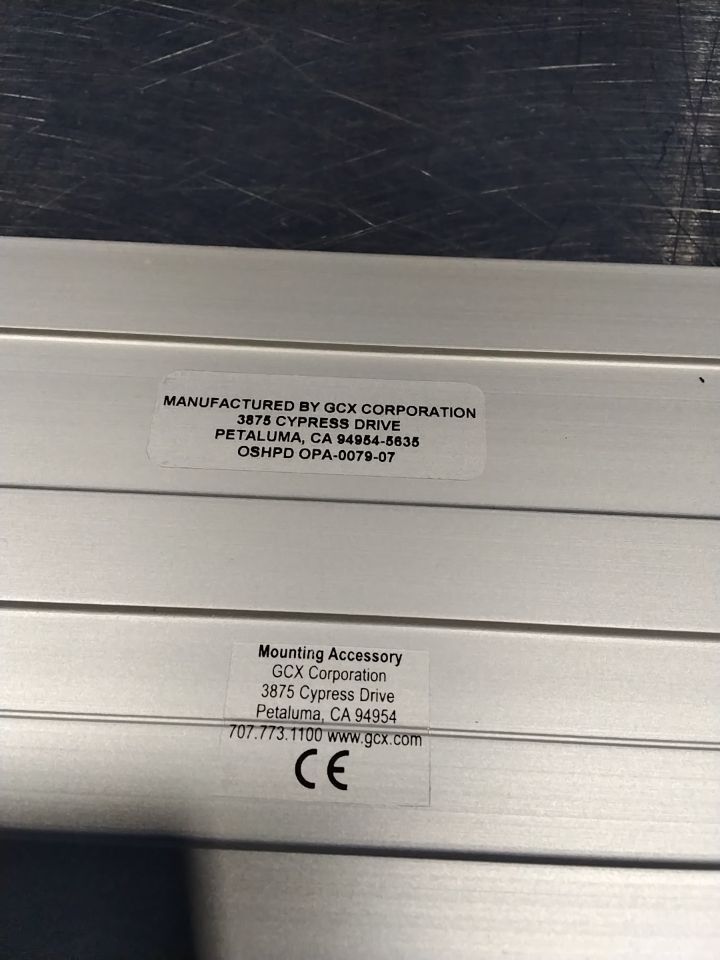 MANUFACTURED BY GCX CORPORATION
3875 CYPRESS DRIVE
PETALUMA, CA 94954-5635
OSHPD OPA-0079-07
Mounting Accessory
GCX Corporation
3875 Cypress Drive
Petaluma, CA 94954
707.773.1100 www.gcx.com
CE